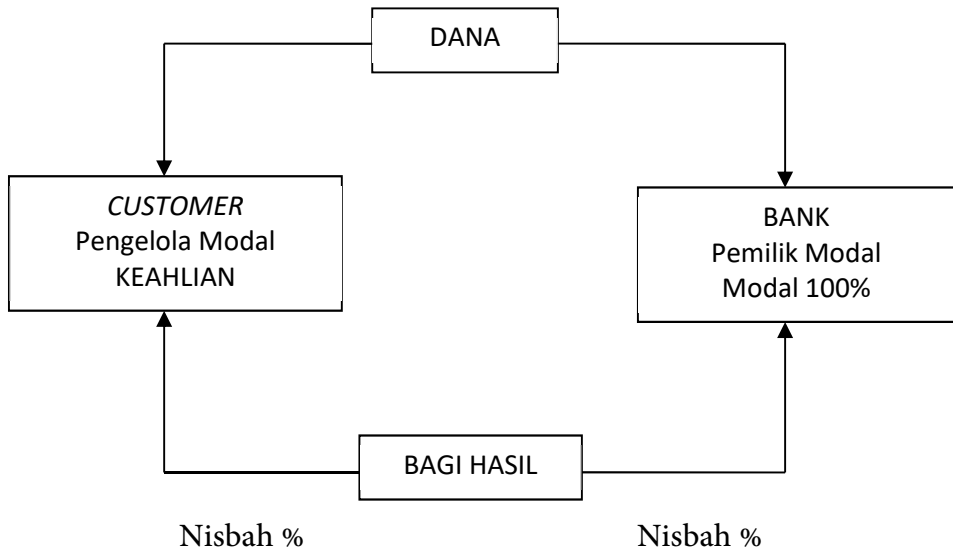 DANA
CUSTOMER
Pengelola Modal
KEAHLIAN
BANK
Pemilik Modal
Modal 100%
BAGI HASIL
Nisbah %
Nisbah %